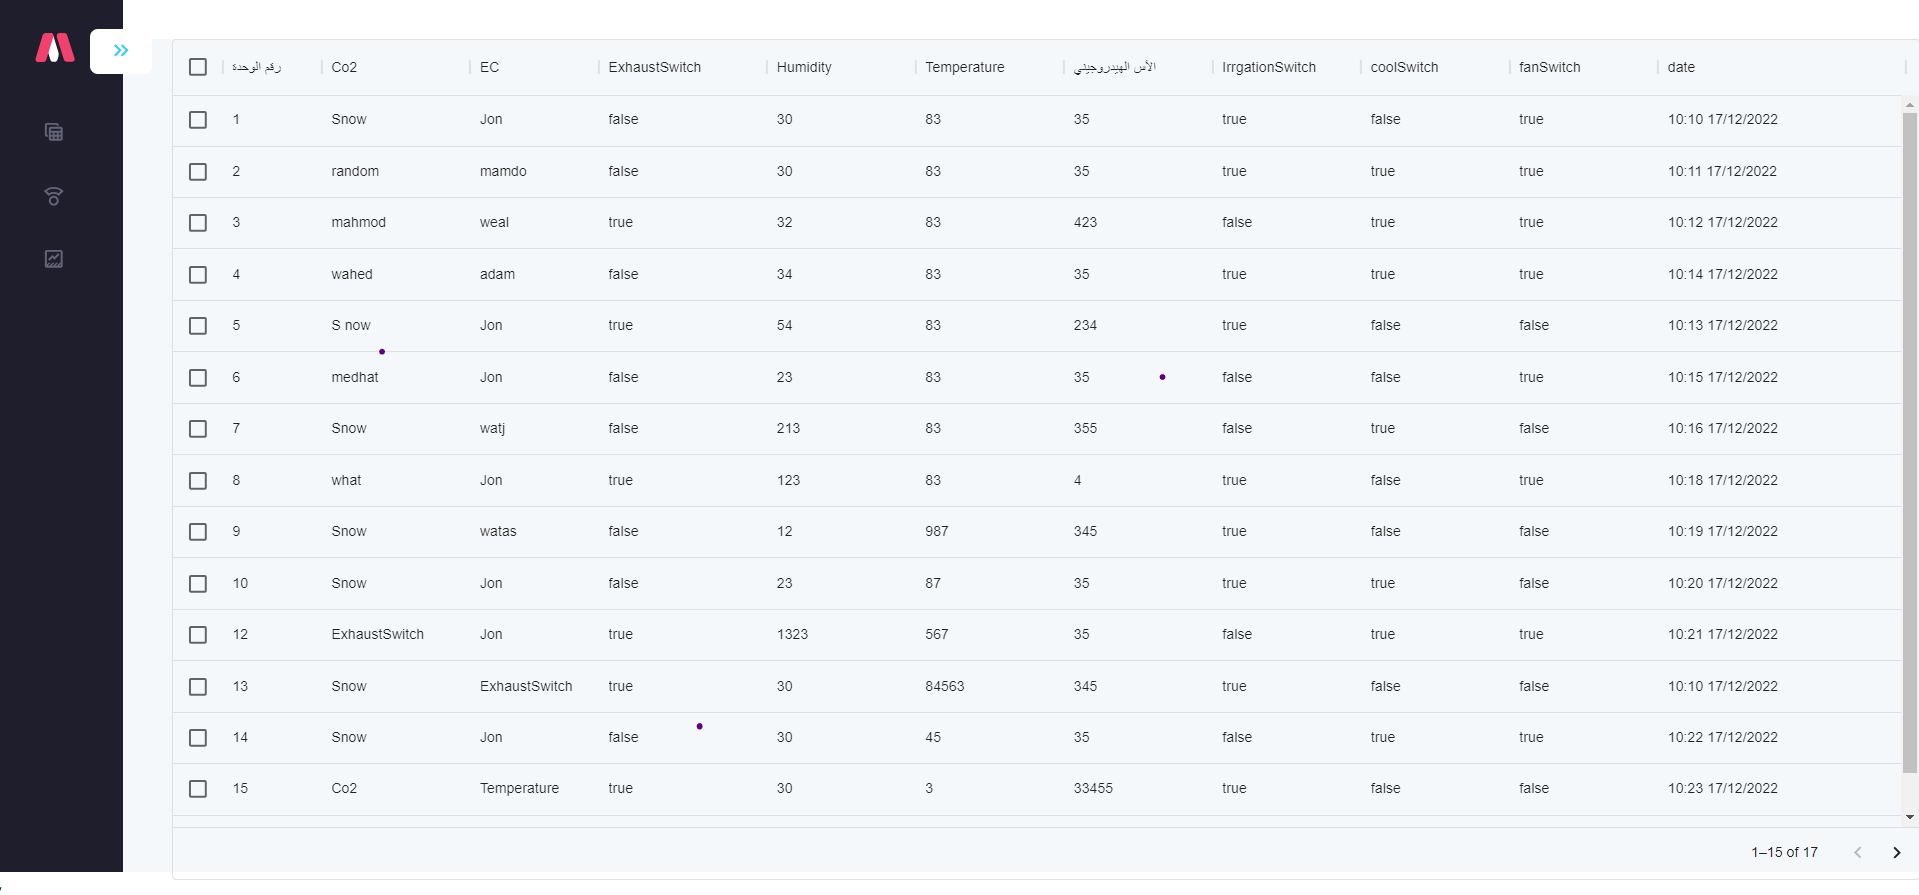 رقم الوحدة Co2 EC ExhaustSwitch Humidity Temperature الأس الهيدروجيني IrrgationSwitch coolSwitch fanSwitch date
1 Snow Jon false 30 83 35 true false true 10:10 17/12/2022
2 random mamdo false 30 83 35 true true true 10:11 17/12/2022
3 mahmod weal true 32 83 423 false true true 10:12 17/12/2022
4 wahed adam false 34 83 35 true true true 10:14 17/12/2022
5 S now Jon true 54 83 234 true false false 10:13 17/12/2022
6 medhat Jon false 23 83 35 false false true 10:15 17/12/2022
7 Snow watj false 213 83 355 false true false 10:16 17/12/2022
8 what Jon true 123 83 4 true false true 10:18 17/12/2022
9 Snow watas false 12 987 345 true false false 10:19 17/12/2022
10 Snow Jon false 23 87 35 true true false 10:20 17/12/2022
12 ExhaustSwitch Jon true 1323 567 35 false true true 10:21 17/12/2022
13 Snow ExhaustSwitch true 30 84563 345 true false false 10:10 17/12/2022
14 Snow Jon false 30 45 35 false true true 10:22 17/12/2022
15 Co2 Temperature true 30 3 33455 true false false 10:23 17/12/2022
1–15 of 17